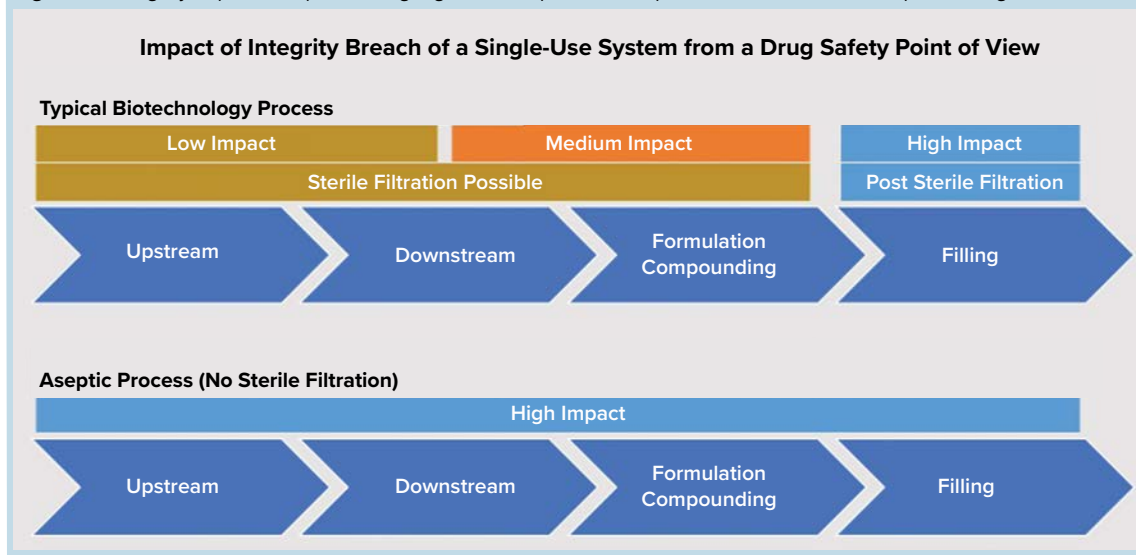 Impact of Integrity Breach of a Single-Use System from a Drug Safety Point of View
Typical Biotechnology Process
Low Impact
Medium Impact
High Impact
Sterile Filtration Possible
Post Sterile Filtration
Upstream
Downstream
Formulation
Compounding
Filling
Aseptic Process (No Sterile Filtration)
High Impact
Upstream
Downstream
Formulation
Compounding
Filling